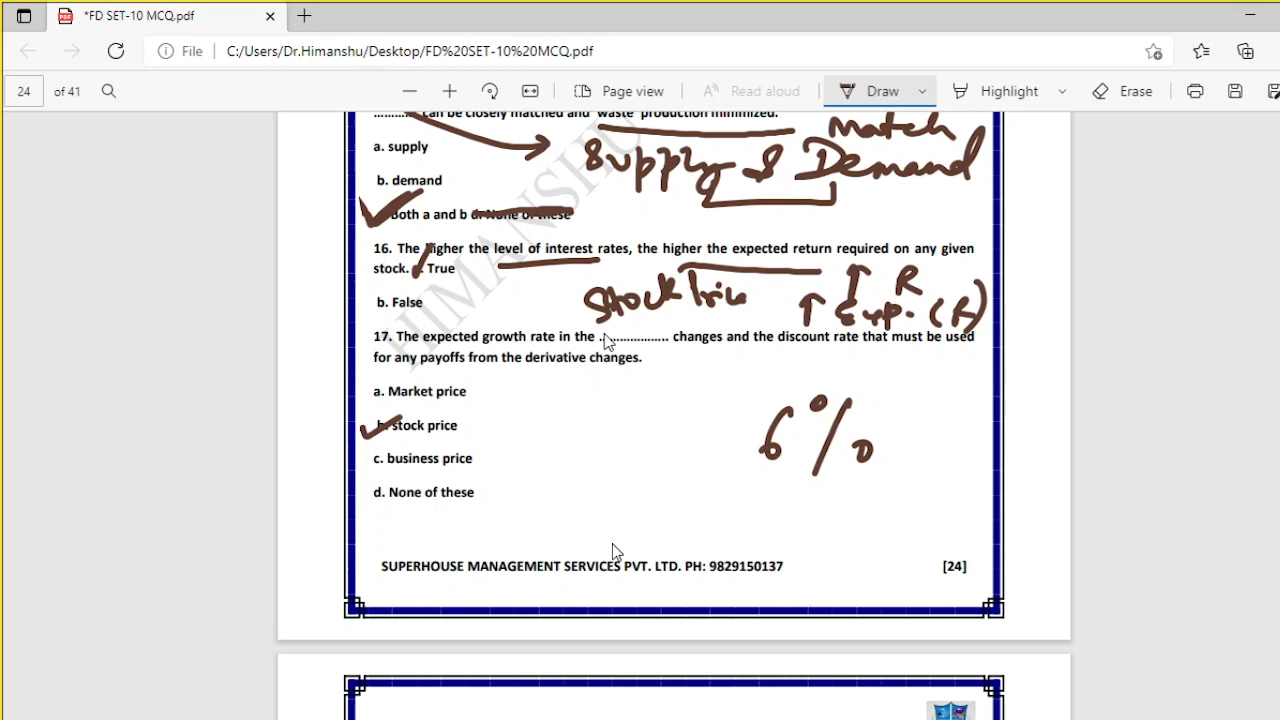 *FD SET-10 MCQ.pdf
File C:/Users/Dr.Himanshu/Desktop/FD%20SET-10%20MCQ.pdf
24 of 41 Page view Read aloud Draw Highlight Erase
can be closely matched and waste production minimized.
Match
a. supply
Supply & Demand
b. demand
Both a and b d. None of these
16. The higher the level of interest rates, the higher the expected return required on any given
stock. True
R
Stock Price Exp. (R)
b. False
17. The expected growth rate in the ……………….. changes and the discount rate that must be used
for any payoffs from the derivative changes.
a. Market price
6%
b. stock price
c. business price
d. None of these
SUPERHOUSE MANAGEMENT SERVICES PVT. LTD. PH: 9829150137 [24]
HIMANSHU